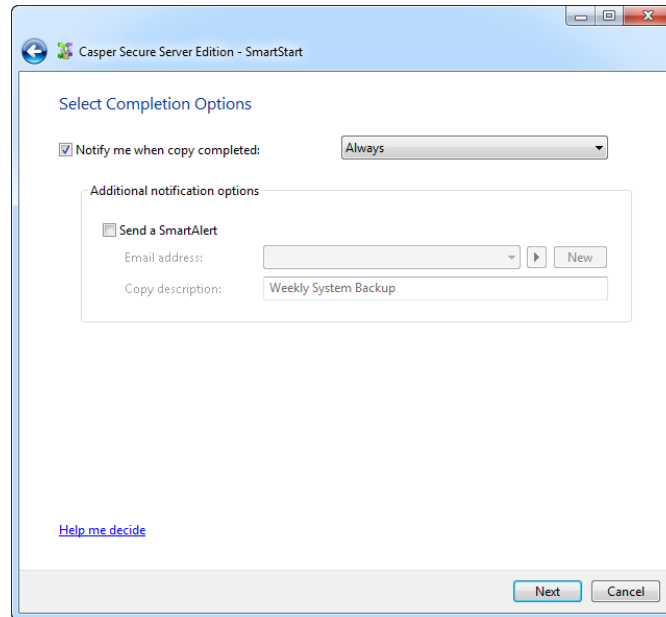 Casper Secure Server Edition - SmartStart
Select Completion Options
Notify me when copy completed: Always
Additional notification options
Send a SmartAlert
Email address: New
Copy description: Weekly System Backup
Help me decide
Next Cancel